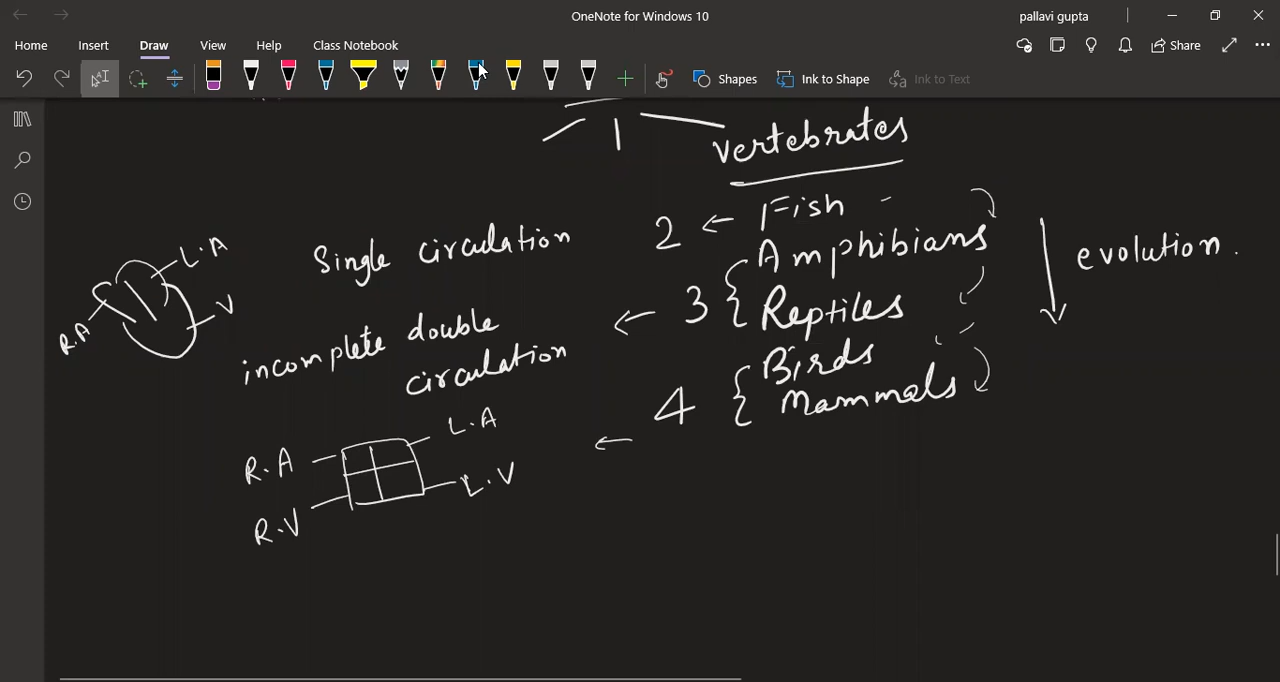 OneNote for Windows 10
pallavi gupta
Home Insert Draw View Help Class Notebook
Share
Shapes Ink to Shape Ink to Text
vertebrates
Single circulation 2 ← Fish
Amphibians
evolution.
L.A
R.A
V
3 { Reptiles
incomplete double
circulation
4 { Birds
Mammals
R.A L.A
R.V L.V